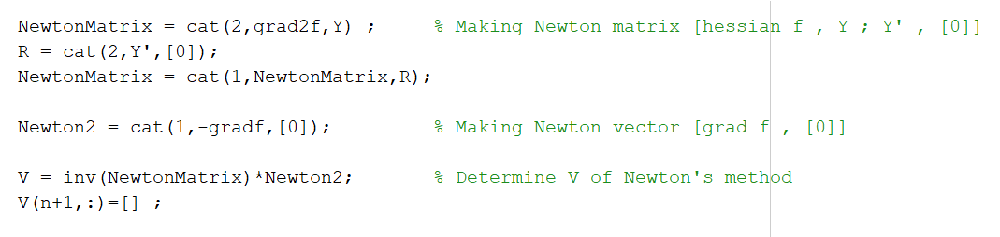 NewtonMatrix = cat(2,grad2f,Y) ; % Making Newton matrix [hessian f , Y ; Y' , [0]]
R = cat(2,Y',[0]);
NewtonMatrix = cat(1,NewtonMatrix,R);
Newton2 = cat(1,-gradf,[0]); % Making Newton vector [grad f , [0]]
V = inv(NewtonMatrix)*Newton2; % Determine V of Newton's method
V(n+1,:)=[] ;